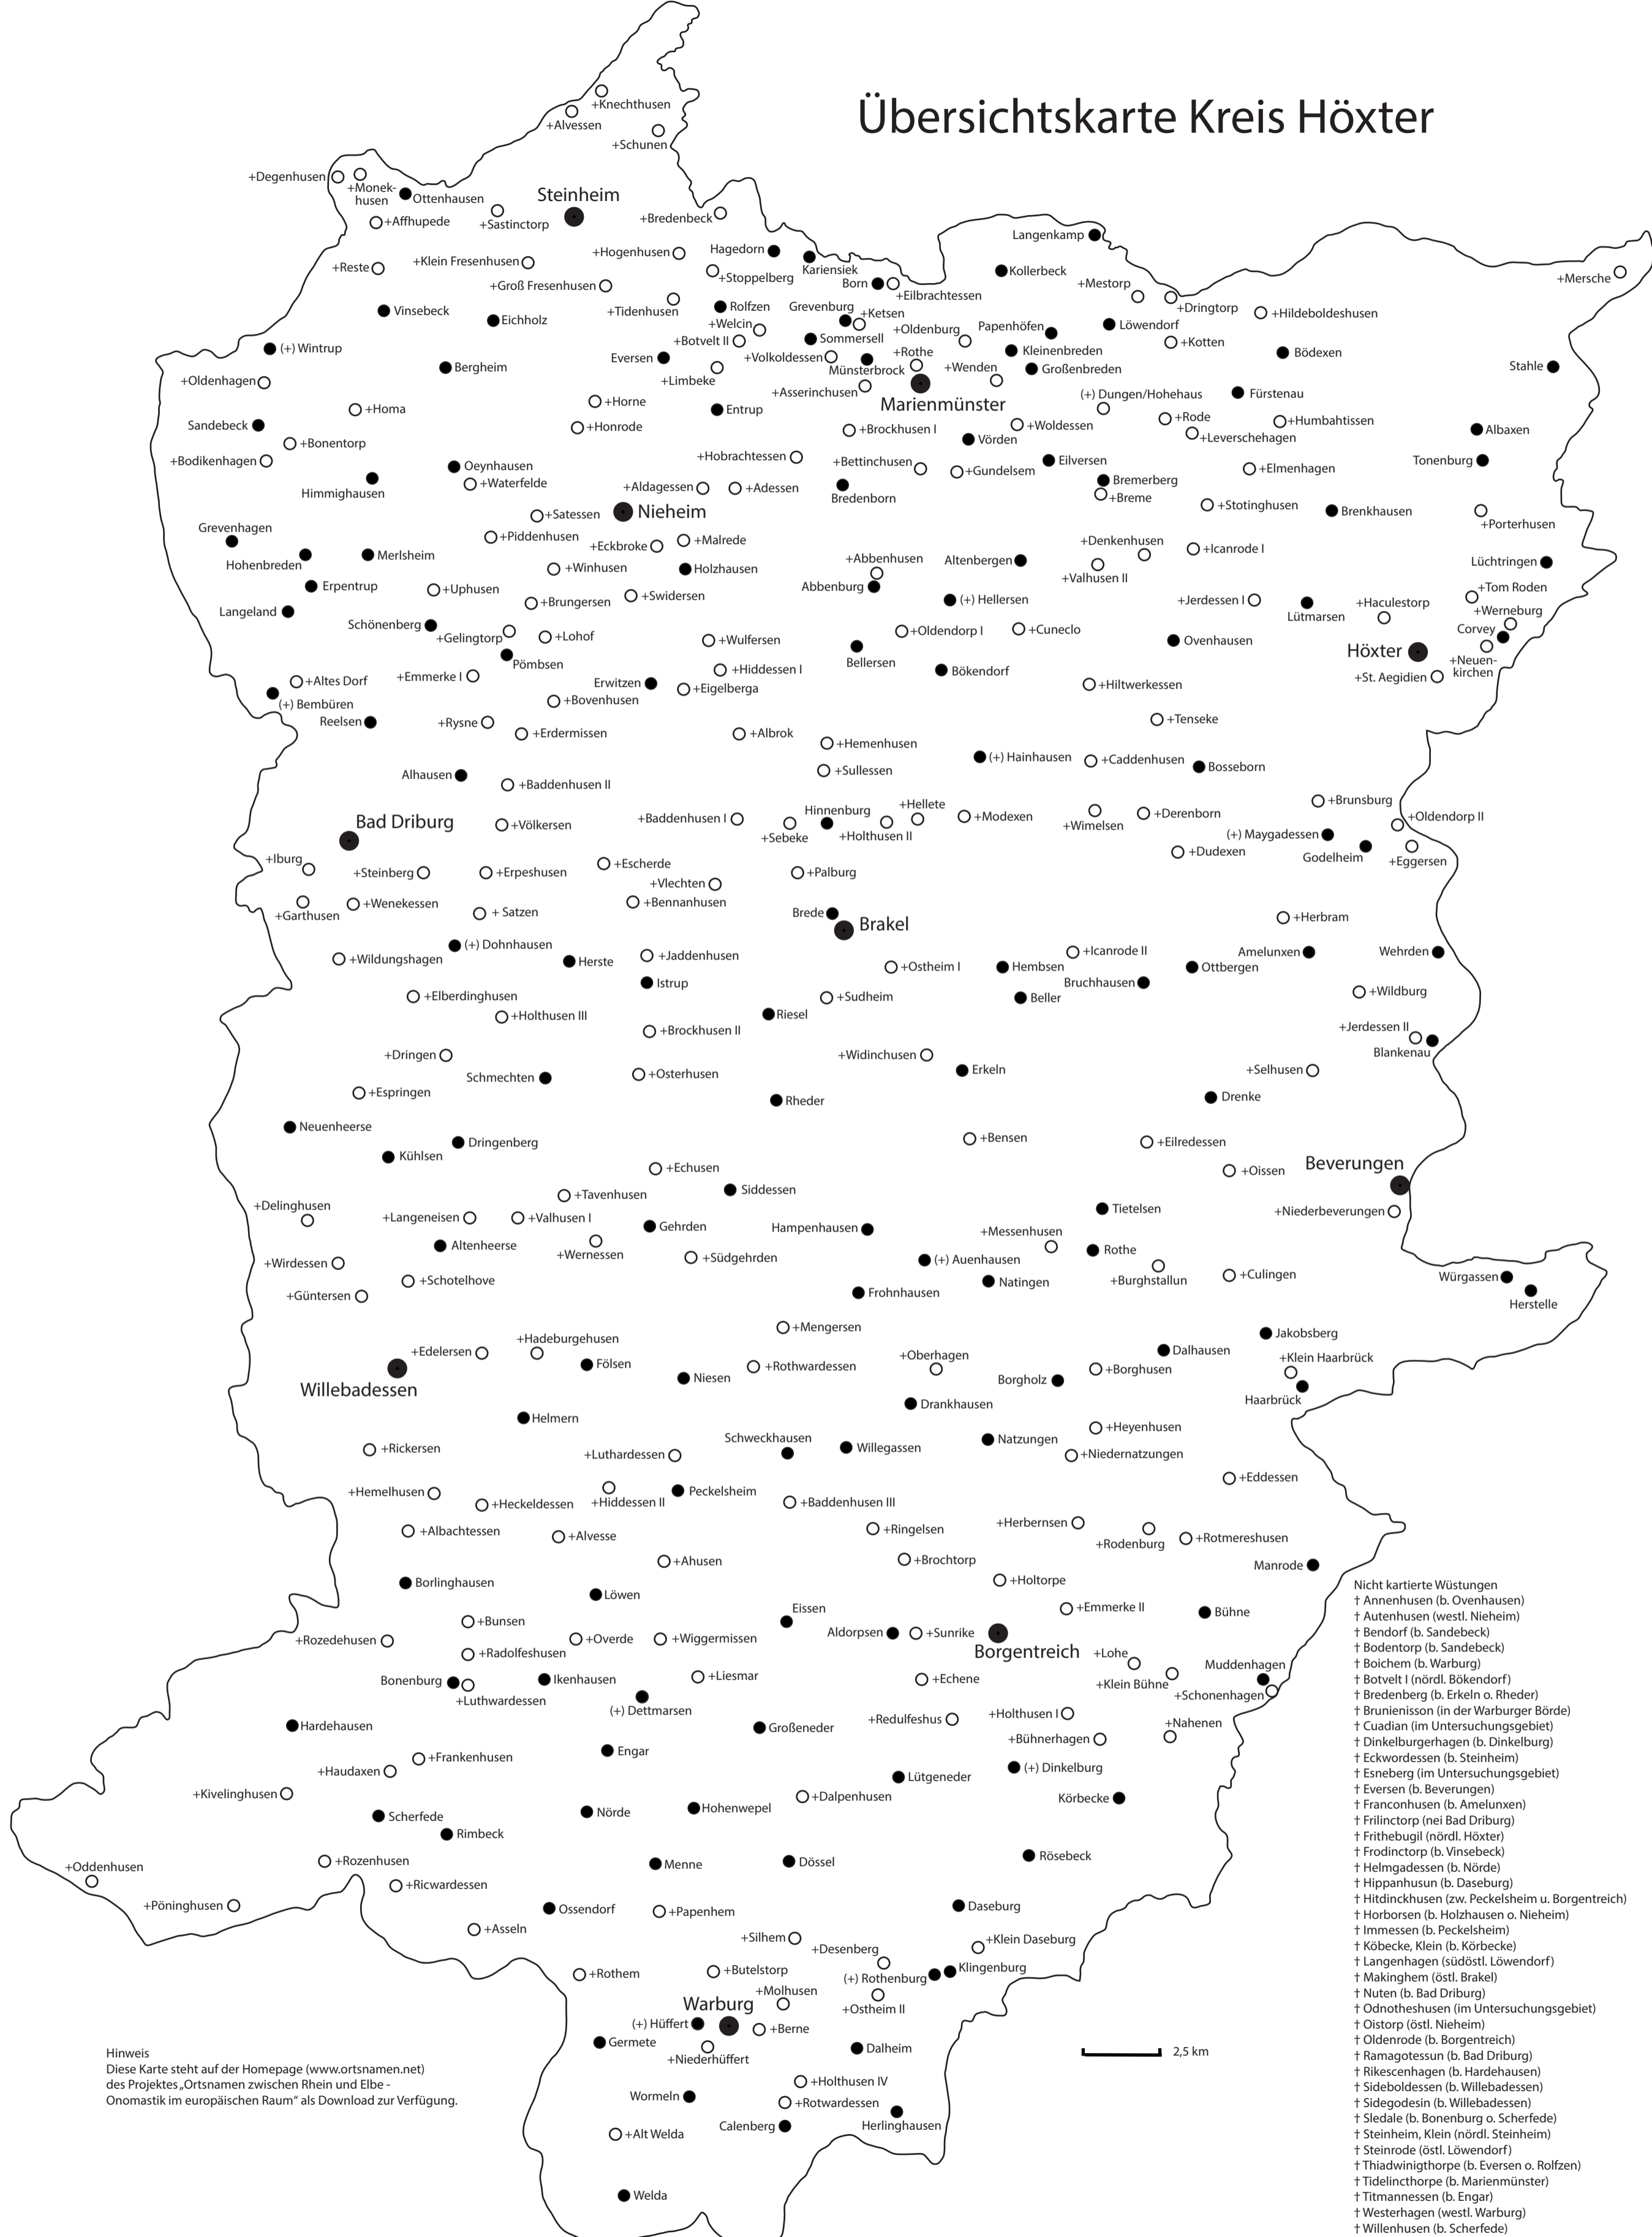 Übersichtskarte Kreis Höxter
+Knechthusen
+Alvessen
+Schunen
+Degenhusen
+Monek-
husen
Ottenhausen
Steinheim
+Affhupede
+Sastinctorp
+Bredenbeck
Langenkamp
+Hogenhusen
Hagedorn
Kariensiek
+Reste
+Klein Fresenhusen
+Stoppelberg
Born
Kollerbeck
+Mersche
+Groß Fresenhusen
+Eilbrachtessen
+Mestorp
+Tidenhusen
Rolfzen
Grevenburg
+Ketsen
+Dringtorp
+Hildeboldeshusen
Vinsebeck
Eichholz
+Welcin
+Oldenburg
Papenhöfen
Löwendorf
+Botvelt II
Sommersell
+Kotten
(+) Wintrup
Eversen
+Volkoldessen
+Rothe
Kleinenbreden
Bödexen
Bergheim
Münsterbrock
+Wenden
Großenbreden
Stahle
+Oldenhagen
+Limbeke
+Asserinchusen
Marienmünster
(+) Dungen/Hohehaus
Fürstenau
+Homa
+Horne
Entrup
Sandebeck
+Honrode
+Brockhusen I
+Woldessen
+Rode
+Humbahtissen
Albaxen
+Bonentorp
Vörden
+Leverschehagen
+Bodikenhagen
+Hobrachtessen
+Bettinchusen
Eilversen
Tonenburg
Oeynhausen
+Gundelsem
+Elmenhagen
Himmighausen
+Waterfelde
+Aldagessen
+Adessen
Bredenborn
Bremerberg
+Breme
+Satessen
Nieheim
+Stotinghusen
Brenkhausen
+Porterhusen
Grevenhagen
+Piddenhusen
+Eckbroke
+Malrede
+Denkenhusen
+Icanrode I
Hohenbreden
Merlsheim
+Winhusen
Holzhausen
+Abbenhusen
Altenbergen
+Valhusen II
Lüchtringen
Erpentrup
+Uphusen
Abbenburg
+Tom Roden
Langeland
+Brungersen
+Swidersen
(+) Hellersen
+Jerdessen I
Lütmarsen
+Haculestorp
+Werneburg
Schönenberg
+Gelingtorp
+Lohof
+Wulfersen
+Oldendorp I
+Cuneclo
Ovenhausen
Corvey
Pömbsen
Bellersen
Höxter
+Neuen-
kirchen
+Altes Dorf
+Emmerke I
Erwitzen
+Hiddessen I
Bökendorf
+St. Aegidien
(+) Bembüren
+Bovenhusen
+Eigelberga
+Hiltwerkessen
Reelsen
+Rysne
+Erdermissen
+Albrok
+Tenseke
+Hemenhusen
(+) Hainhausen
+Caddenhusen
Bosseborn
Alhausen
+Baddenhusen II
+Sullessen
Bad Driburg
+Völkersen
+Baddenhusen I
Hinnenburg
+Hellete
+Modexen
+Derenborn
+Brunsburg
+Oldendorp II
+Sebeke
+Holthusen II
+Wimelsen
(+) Maygadessen
+Iburg
+Steinberg
+Erpeshusen
+Escherde
+Palburg
+Dudexen
Godelheim
+Eggersen
+Vlechten
+Garthusen
+Wenekessen
+ Satzen
+Bennanhusen
Brede
Brakel
+Herbram
+Wildungshagen
(+) Dohnhausen
Herste
+Jaddenhusen
+Ostheim I
Hembsen
+Icanrode II
Ottbergen
Amelunxen
Wehrden
Istrup
Bruchhausen
+Elberdinghusen
+Sudheim
Beller
+Wildburg
+Holthusen III
Riesel
+Brockhusen II
+Jerdessen II
Blankenau
+Dringen
+Widinchusen
Schmechten
+Osterhusen
Erkeln
+Selhusen
+Espringen
Rheder
Drenke
Neuenheerse
Dringenberg
+Bensen
+Eilredessen
Kühlsen
+Echusen
+Oissen
Beverungen
+Delinghusen
+Tavenhusen
Siddessen
+Langeneisen
+Valhusen I
Gehrden
Hampenhausen
Tietelsen
+Niederbeverungen
Altenheerse
+Wernessen
+Südgehrden
+Messenhusen
Rothe
+Wirdessen
(+) Auenhausen
+Schotelhove
Natingen
+Burghstallun
+Culingen
Würgassen
+Güntersen
Frohnhausen
Herstelle
+Mengersen
Jakobsberg
+Edelersen
+Hadeburgehusen
Fölsen
+Rothwardessen
+Oberhagen
Dalhausen
+Klein Haarbrück
Willebadessen
Niesen
Borgholz
+Borghusen
Haarbrück
Drankhausen
Helmern
+Heyenhusen
+Rickersen
+Luthardessen
Schweckhausen
Willegassen
Natzungen
+Niedernatzungen
+Eddessen
+Hemelhusen
+Heckeldessen
+Hiddessen II
Peckelsheim
+Baddenhusen III
+Albachtessen
+Alvesse
+Ringelsen
+Herbernsen
+Rodenburg
+Rotmereshusen
+Ahusen
+Brochtorp
Manrode
Borlinghausen
Löwen
+Holtorpe
+Bunsen
Eissen
+Emmerke II
Bühne
+Rozedehusen
+Overde
+Wiggermissen
Aldorpsen
+Sunrike
Borgentreich
+Radolfeshusen
+Lohe
Muddenhagen
Bonenburg
Ikenhausen
+Liesmar
+Echene
+Klein Bühne
+Schonenhagen
+Luthwardessen
(+) Dettmarsen
Hardehausen
Großeneder
+Redulfeshus
+Holthusen I
+Nahenen
+Bühnerhagen
+Frankenhusen
Engar
+Haudaxen
Lütgeneder
(+) Dinkelburg
+Kivelinghusen
+Dalpenhusen
Körbecke
Scherfede
Nörde
Hohenwepel
Rimbeck
+Oddenhusen
+Rozenhusen
Menne
Dössel
Rösebeck
+Ricwardessen
+Pöninghusen
Ossendorf
+Papenhem
Daseburg
+Asseln
+Silhem
+Desenberg
+Klein Daseburg
+Rothem
+Butelstorp
(+) Rothenburg
Klingenburg
+Molhusen
+Ostheim II
Warburg
(+) Hüffert
+Berne
Germete
+Niederhüffert
Dalheim
2,5 km
+Holthusen IV
Wormeln
+Rotwardessen
Calenberg
Herlinghausen
+Alt Welda
Welda
Hinweis
Diese Karte steht auf der Homepage (www.ortsnamen.net)
des Projektes „Ortsnamen zwischen Rhein und Elbe -
Onomastik im europäischen Raum“ als Download zur Verfügung.
Nicht kartierte Wüstungen
† Annenhusen (b. Ovenhausen)
† Autenhusen (westl. Nieheim)
† Bendorf (b. Sandebeck)
† Bodentorp (b. Sandebeck)
† Boichem (b. Warburg)
† Botvelt I (nördl. Bökendorf)
† Bredenberg (b. Erkeln o. Rheder)
† Brunienisson (in der Warburger Börde)
† Cuadian (im Untersuchungsgebiet)
† Dinkelburgerhagen (b. Dinkelburg)
† Eckwordessen (b. Steinheim)
† Esneberg (im Untersuchungsgebiet)
† Eversen (b. Beverungen)
† Franconhusen (b. Amelunxen)
† Frilinctorp (nei Bad Driburg)
† Frithebugil (nördl. Höxter)
† Frodinctorp (b. Vinsebeck)
† Helmgadessen (b. Nörde)
† Hippanhusun (b. Daseburg)
† Hitdinckhusen (zw. Peckelsheim u. Borgentreich)
† Horborsen (b. Holzhausen o. Nieheim)
† Immessen (b. Peckelsheim)
† Köbecke, Klein (b. Körbecke)
† Langenhagen (südöstl. Löwendorf)
† Makinghem (östl. Brakel)
† Nuten (b. Bad Driburg)
† Odnotheshusen (im Untersuchungsgebiet)
† Oistorp (östl. Nieheim)
† Oldenrode (b. Borgentreich)
† Ramagotessun (b. Bad Driburg)
† Rikescenhagen (b. Hardehausen)
† Sideboldessen (b. Willebadessen)
† Sidegodesin (b. Willebadessen)
† Sledale (b. Bonenburg o. Scherfede)
† Steinheim, Klein (nördl. Steinheim)
† Steinrode (östl. Löwendorf)
† Thiadwinigthorpe (b. Eversen o. Rolfzen)
† Tidelincthorpe (b. Marienmünster)
† Titmannessen (b. Engar)
† Westerhagen (westl. Warburg)
† Willenhusen (b. Scherfede)